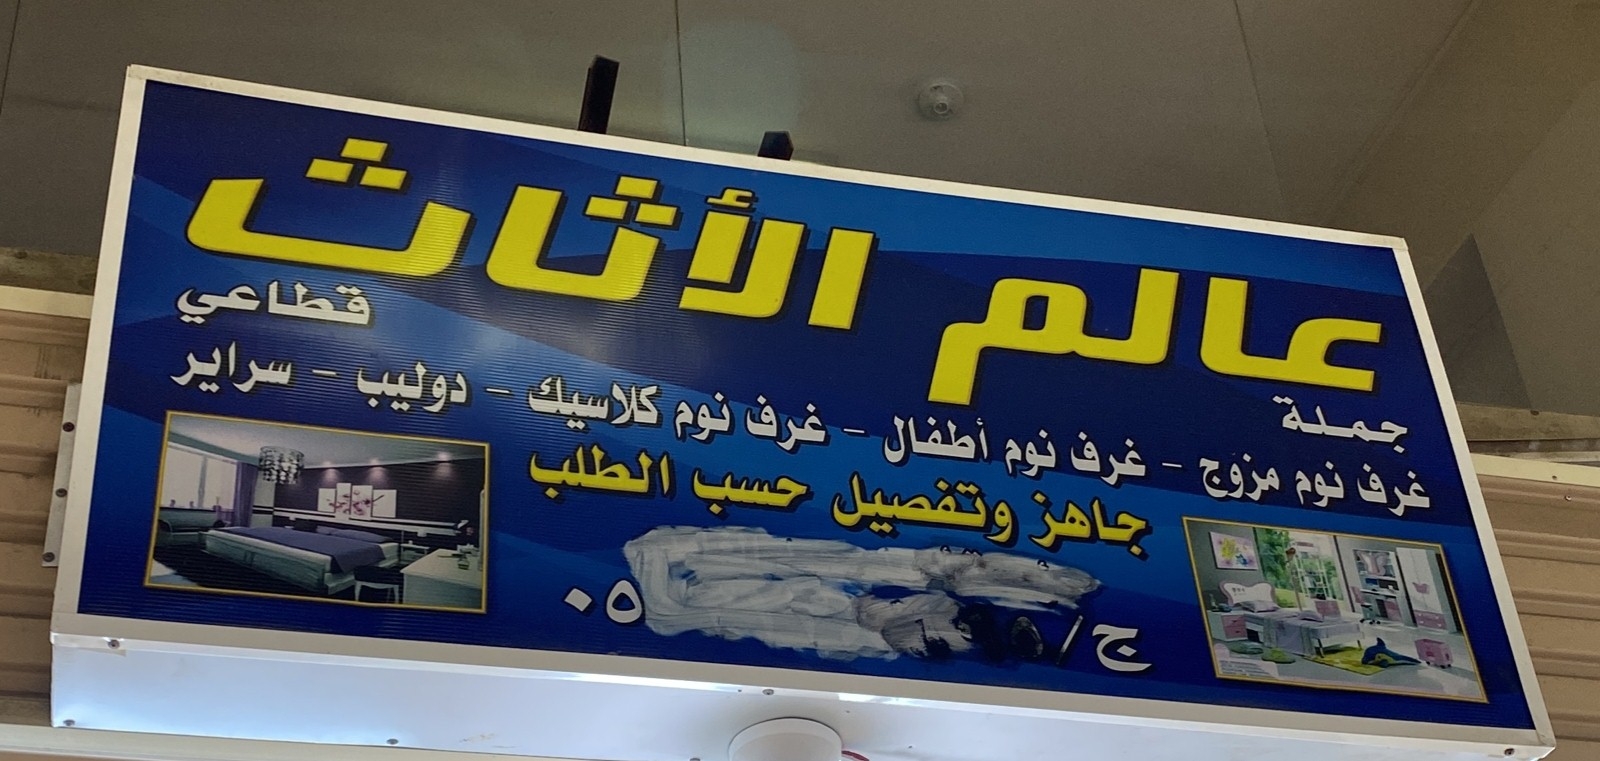 عالم الأثاث
جملة قطاعي
غرف نوم مزوج - غرف نوم أطفال - غرف نوم كلاسيك - دوليب - سراير
جاهز وتفصيل حسب الطلب
ج/ ٠٥